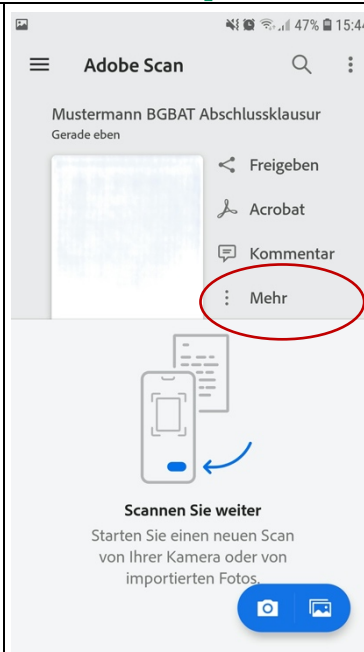 47% 15:44
Adobe Scan
Mustermann BGBAT Abschlussklausur
Gerade eben
Freigeben
Acrobat
Kommentar
Mehr
Scannen Sie weiter
Starten Sie einen neuen Scan
von Ihrer Kamera oder von
importierten Fotos.